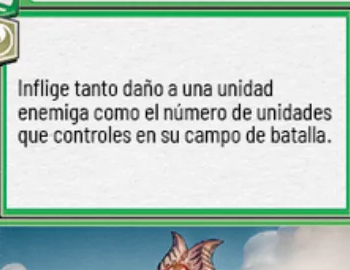 Inflige tanto daño a una unidad
enemiga como el número de unidades
que controles en su campo de batalla.